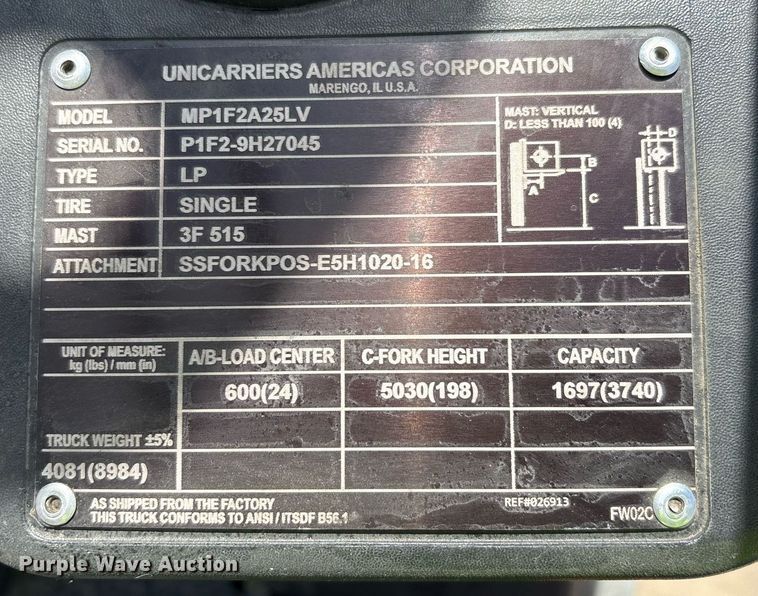 UNICARRIERS AMERICAS CORPORATION
MARENGO, IL U.S.A.
MODEL MP1F2A25LV
SERIAL NO. P1F2-9H27045
TYPE LP
TIRE SINGLE
MAST 3F 515
ATTACHMENT SSFORKPOS-E5H1020-16
MAST: VERTICAL
D: LESS THAN 100 (4)
D
B
A
C
UNIT OF MEASURE:
kg (lbs) / mm (in)
A/B-LOAD CENTER C-FORK HEIGHT CAPACITY
600(24) 5030(198) 1697(3740)
TRUCK WEIGHT ±5%
4081(8984)
AS SHIPPED FROM THE FACTORY
THIS TRUCK CONFORMS TO ANSI / ITSDF B56.1
REF#026913
FW02C
Purple Wave Auction